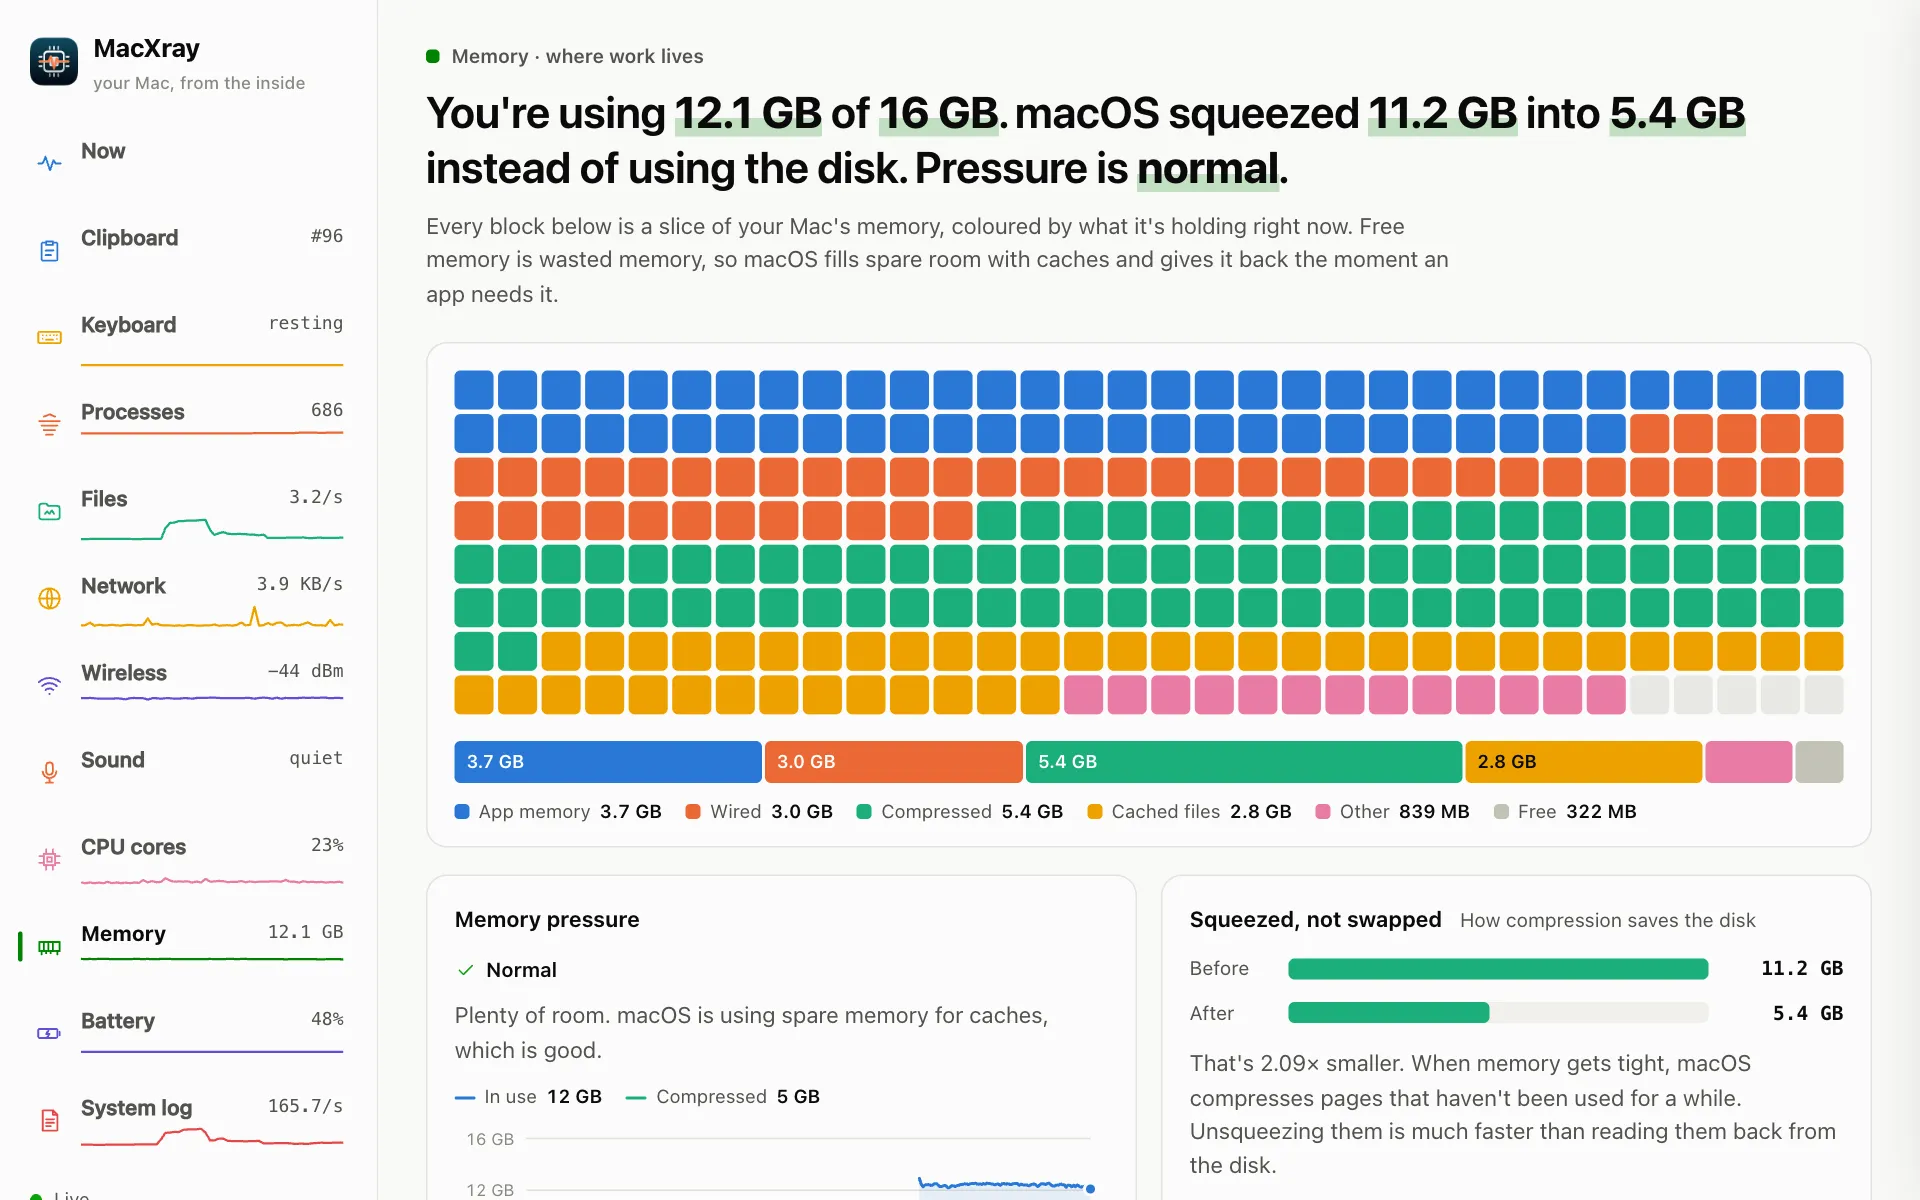 MacXray
your Mac, from the inside
Now
Clipboard #96
Keyboard resting
Processes 686
Files 3.2/s
Network 3.9 KB/s
Wireless −44 dBm
Sound quiet
CPU cores 23%
Memory 12.1 GB
Battery 48%
System log 165.7/s
Live
Memory · where work lives
You're using 12.1 GB of 16 GB. macOS squeezed 11.2 GB into 5.4 GB
instead of using the disk. Pressure is normal.
Every block below is a slice of your Mac's memory, coloured by what it's holding right now. Free
memory is wasted memory, so macOS fills spare room with caches and gives it back the moment an
app needs it.
3.7 GB 3.0 GB 5.4 GB 2.8 GB
App memory 3.7 GB Wired 3.0 GB Compressed 5.4 GB Cached files 2.8 GB Other 839 MB Free 322 MB
Memory pressure
Normal
Plenty of room. macOS is using spare memory for caches,
which is good.
In use 12 GB Compressed 5 GB
16 GB
12 GB
Squeezed, not swapped How compression saves the disk
Before 11.2 GB
After 5.4 GB
That's 2.09× smaller. When memory gets tight, macOS
compresses pages that haven't been used for a while.
Unsqueezing them is much faster than reading them back from
the disk.